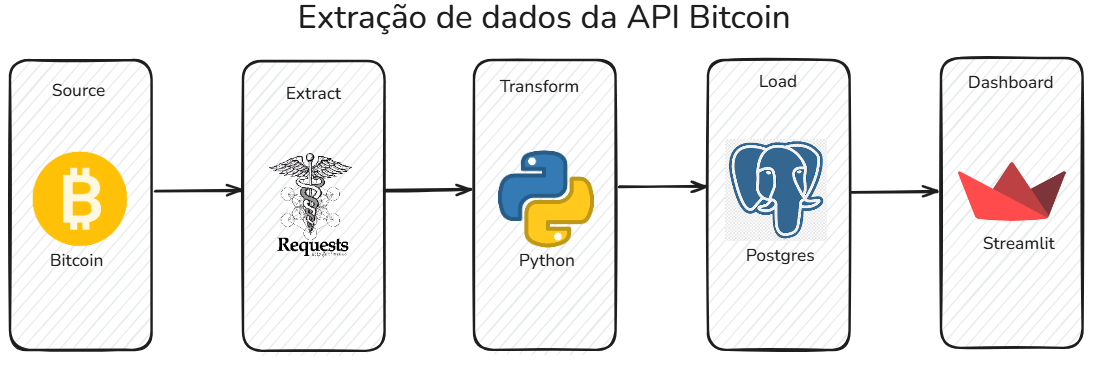 Extração de dados da API Bitcoin
Source
Bitcoin
Extract
Requests
Transform
Python
Load
Postgres
Dashboard
Streamlit